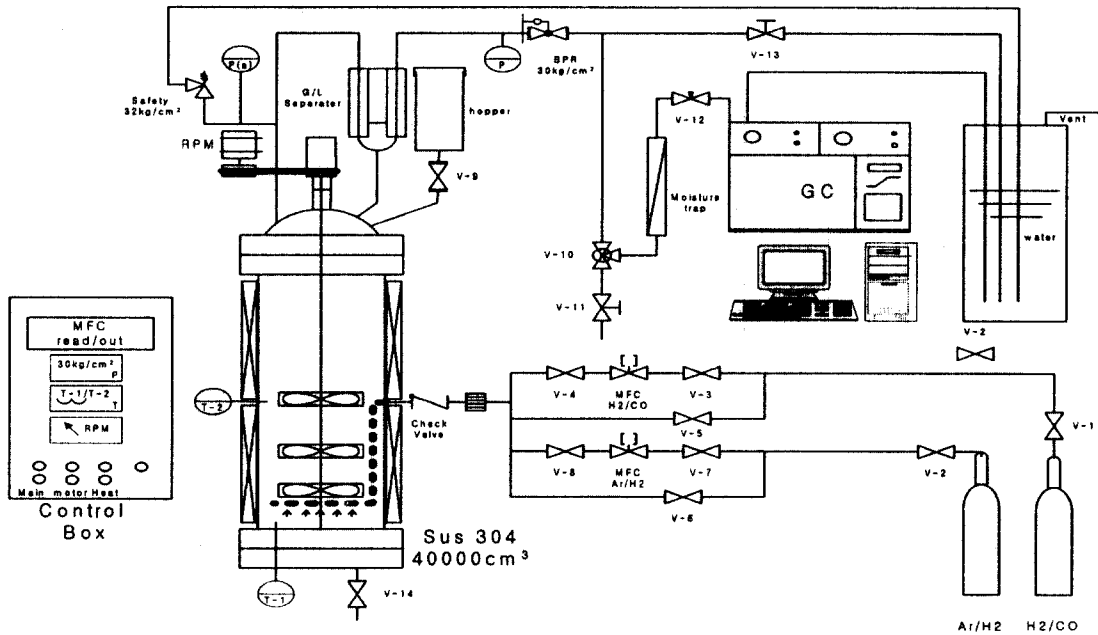 P(s)
Safety
32kg/cm²
RPM
G/L
Separater
hopper
V-9
P
BPR
30kg/cm²
V-13
V-12
Moisture
trap
GC
Vent
water
V-10
V-11
V-2
MFC
read/out
30kg/cm²
P
T-1/T-2
T
RPM
Main motor Heat
Control
Box
T-2
Check
Valve
V-4
MFC
H2/CO
V-3
V-5
V-8
MFC
Ar/H2
V-7
V-6
V-2
V-1
Sus 304
40000cm³
T-1
V-14
Ar/H2
H2/CO